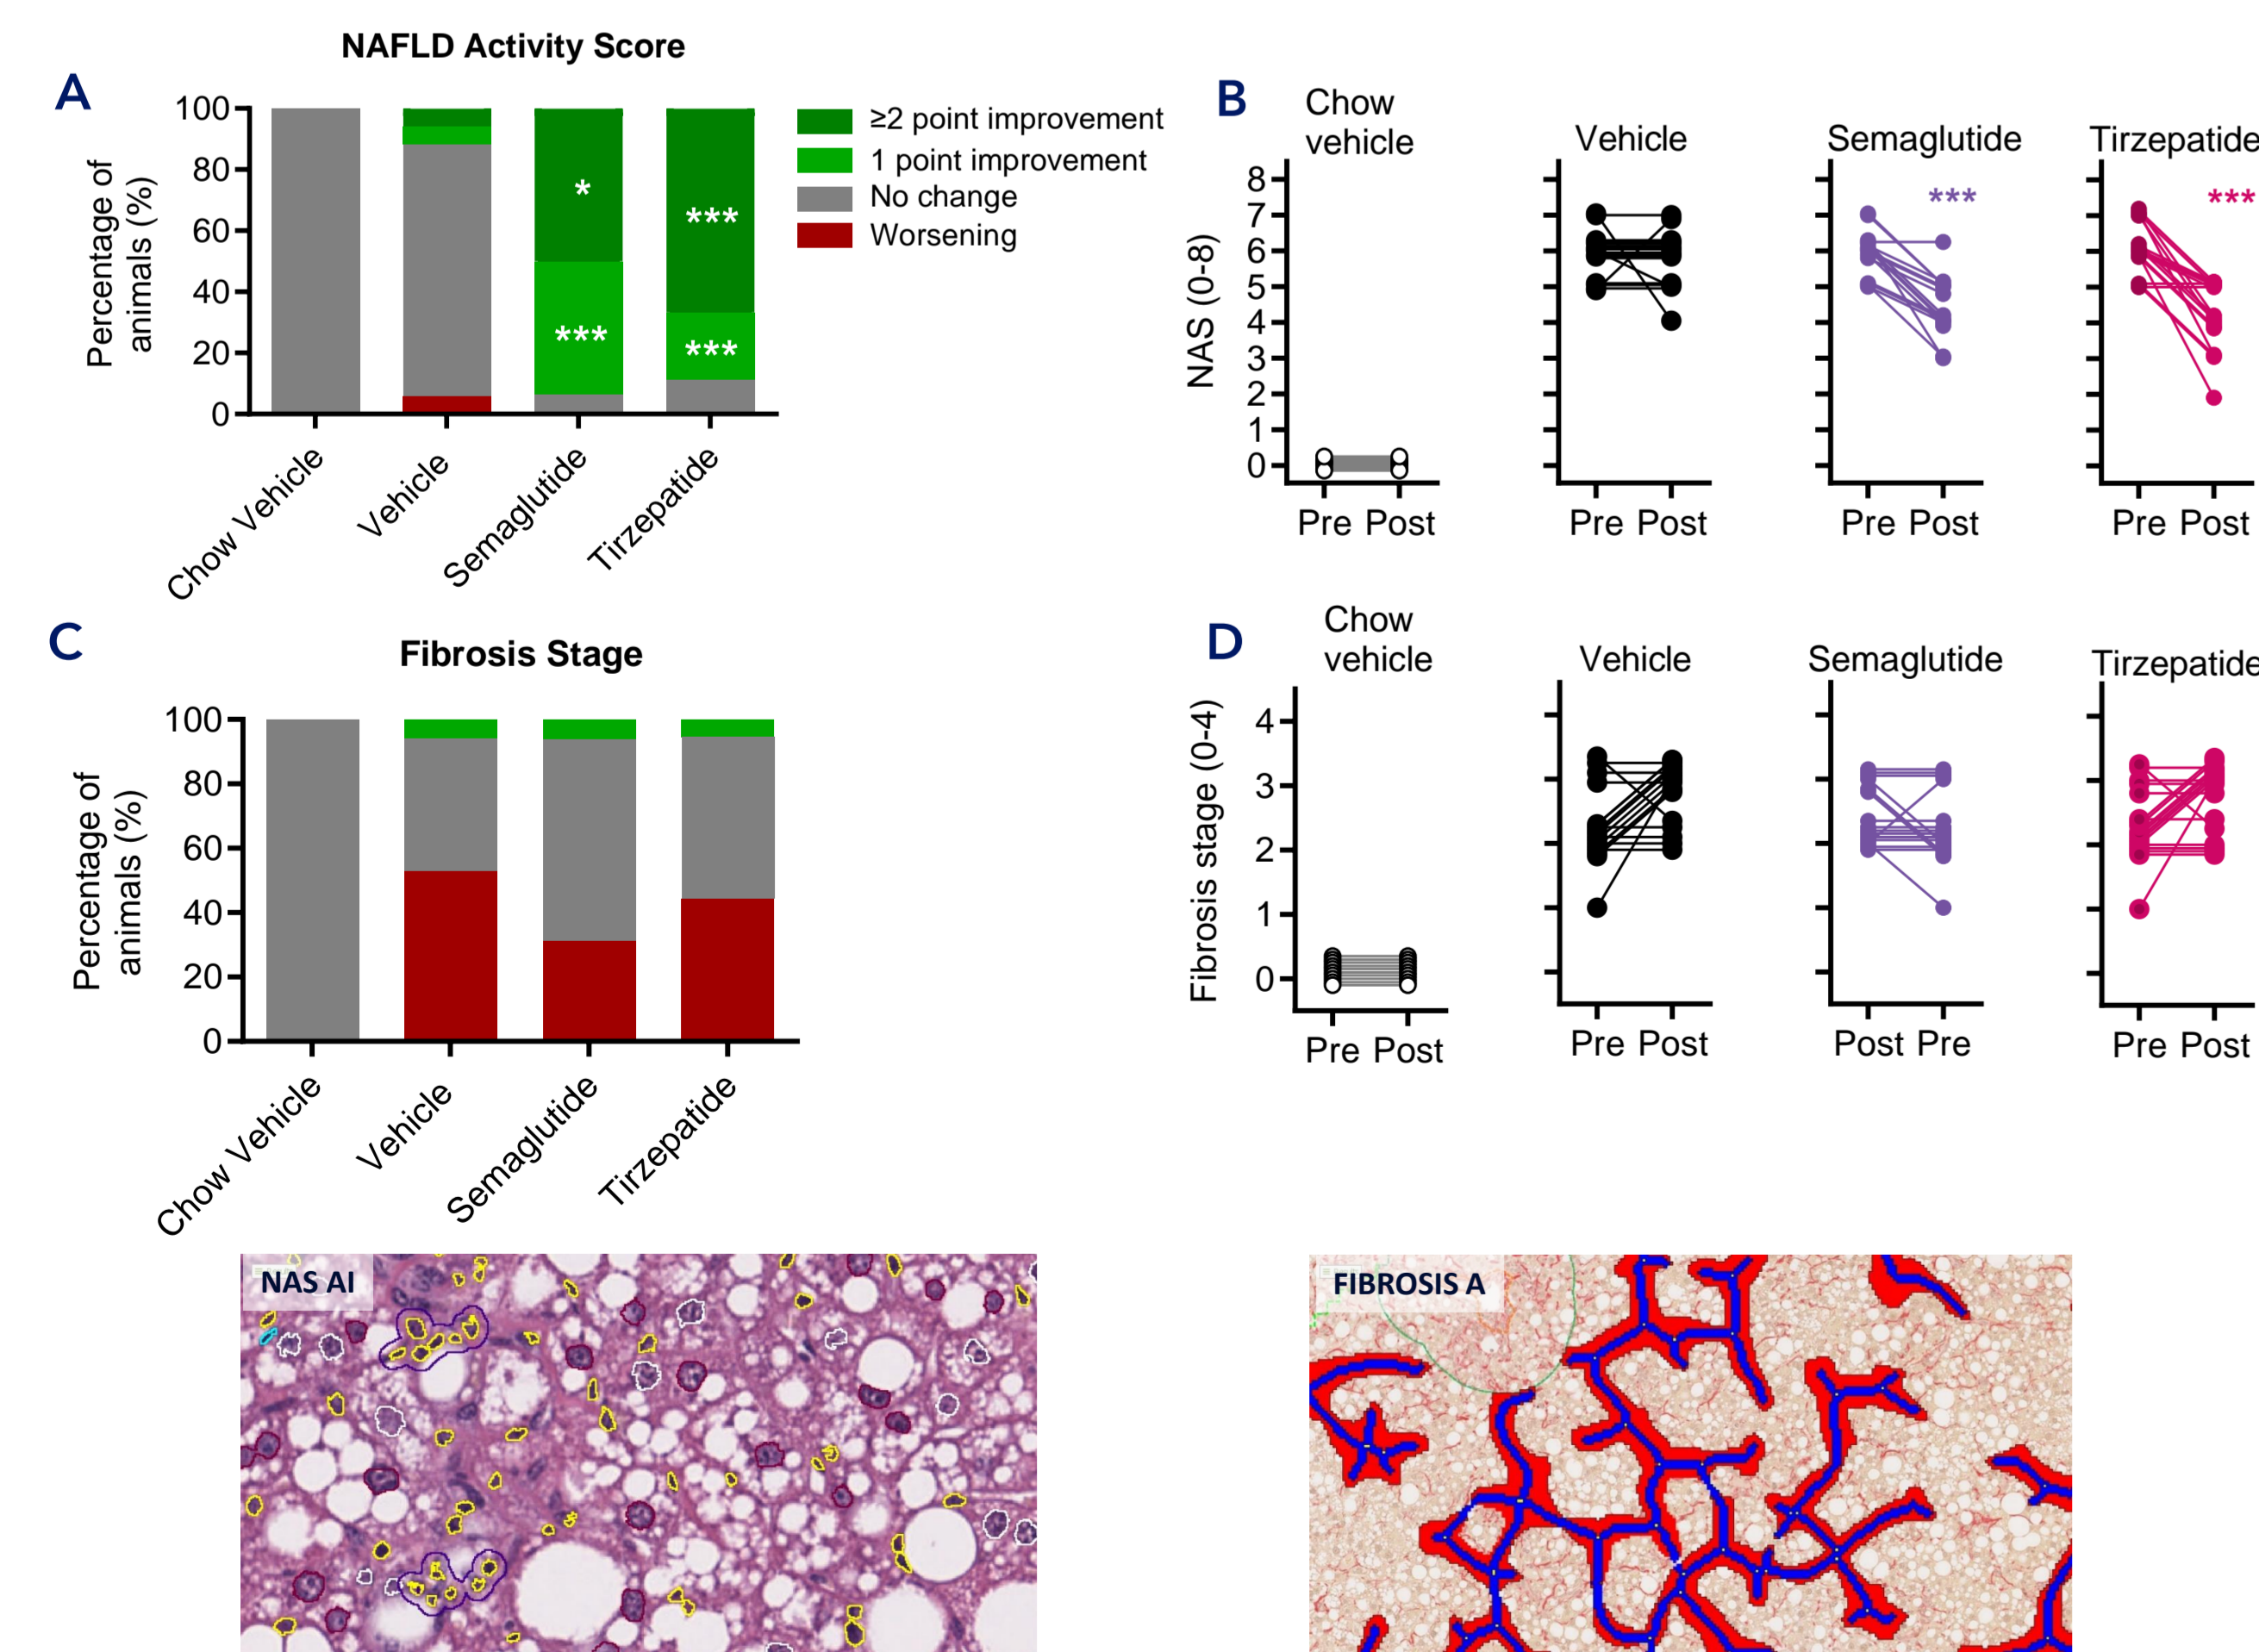 NAFLD Activity Score
A
100
80
60
40
20
0
Percentage of
animals (%)
*
***
***
***
Chow Vehicle
Vehicle
Semaglutide
Tirzepatide
≥2 point improvement
1 point improvement
No change
Worsening
B
Chow
vehicle
Vehicle
Semaglutide
Tirzepatide
***
***
NAS (0-8)
8
7
6
5
4
3
2
1
0
Pre Post
Pre Post
Pre Post
Pre Post
C
Fibrosis Stage
100
80
60
40
20
0
Percentage of
animals (%)
Chow Vehicle
Vehicle
Semaglutide
Tirzepatide
D
Chow
vehicle
Vehicle
Semaglutide
Tirzepatide
Fibrosis stage (0-4)
4
3
2
1
0
Pre Post
Pre Post
Post Pre
Pre Post
NAS AI
FIBROSIS A